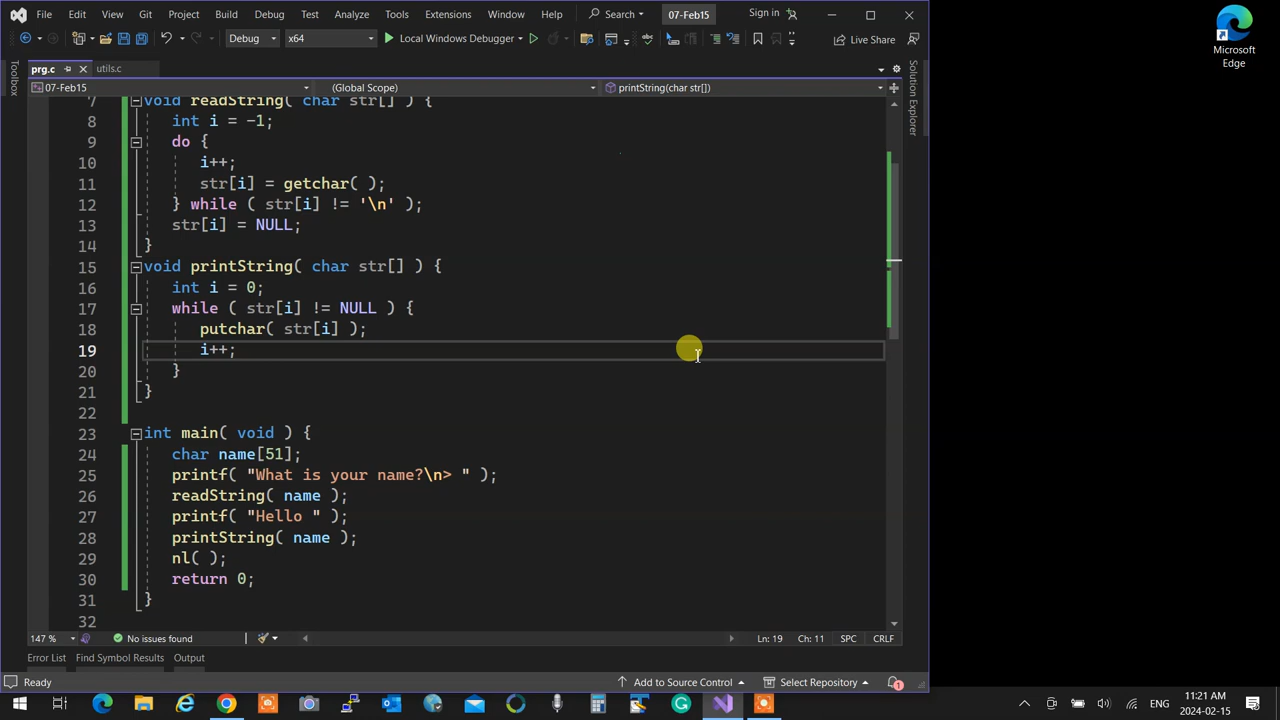 File Edit View Git Project Build Debug Test Analyze Tools Extensions Window Help Search 07-Feb15 Sign in
Debug x64 Local Windows Debugger Live Share
prg.c utils.c
07-Feb15 (Global Scope) printString(char str[])
Toolbox
Solution Explorer
7 void readString( char str[] ) {
8 int i = -1;
9 do {
10 i++;
11 str[i] = getchar( );
12 } while ( str[i] != '\n' );
13 str[i] = NULL;
14 }
15 void printString( char str[] ) {
16 int i = 0;
17 while ( str[i] != NULL ) {
18 putchar( str[i] );
19 i++;
20 }
21 }
22
23 int main( void ) {
24 char name[51];
25 printf( "What is your name?\n> " );
26 readString( name );
27 printf( "Hello " );
28 printString( name );
29 nl( );
30 return 0;
31 }
32
147 % No issues found Ln: 19 Ch: 11 SPC CRLF
Error List Find Symbol Results Output
Ready Add to Source Control Select Repository 1
Microsoft
Edge
ENG 11:21 AM
2024-02-15